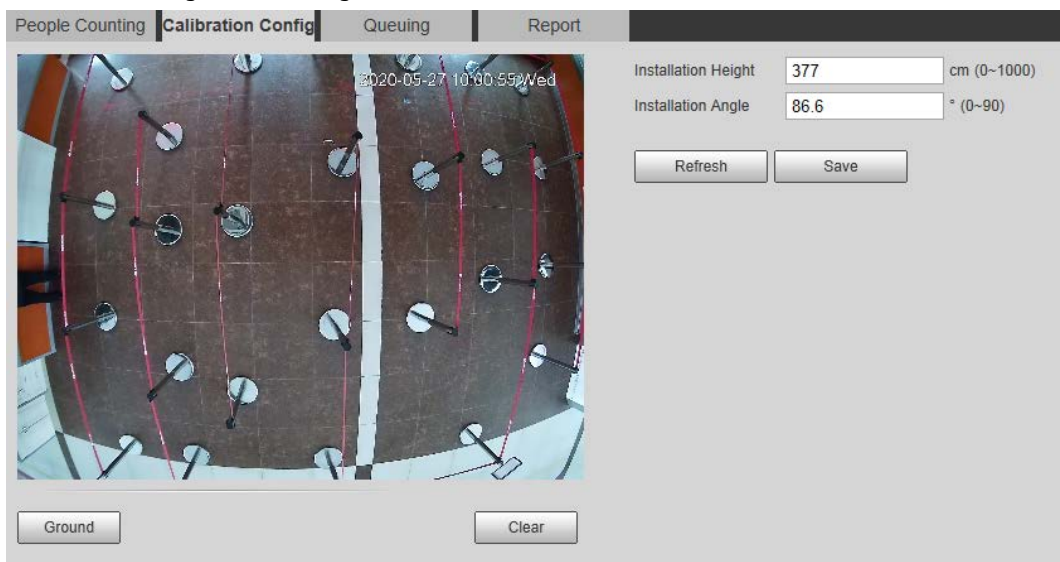 People Counting Calibration Config Queuing Report
2020-05-27 10:00:55 Wed
Installation Height 377 cm (0~1000)
Installation Angle 86.6 ° (0~90)
Refresh Save
Ground Clear